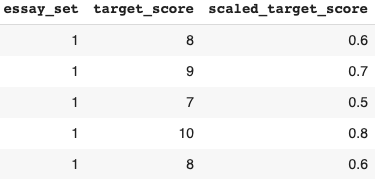 essay_set target_score scaled_target_score
1 8 0.6
1 9 0.7
1 7 0.5
1 10 0.8
1 8 0.6